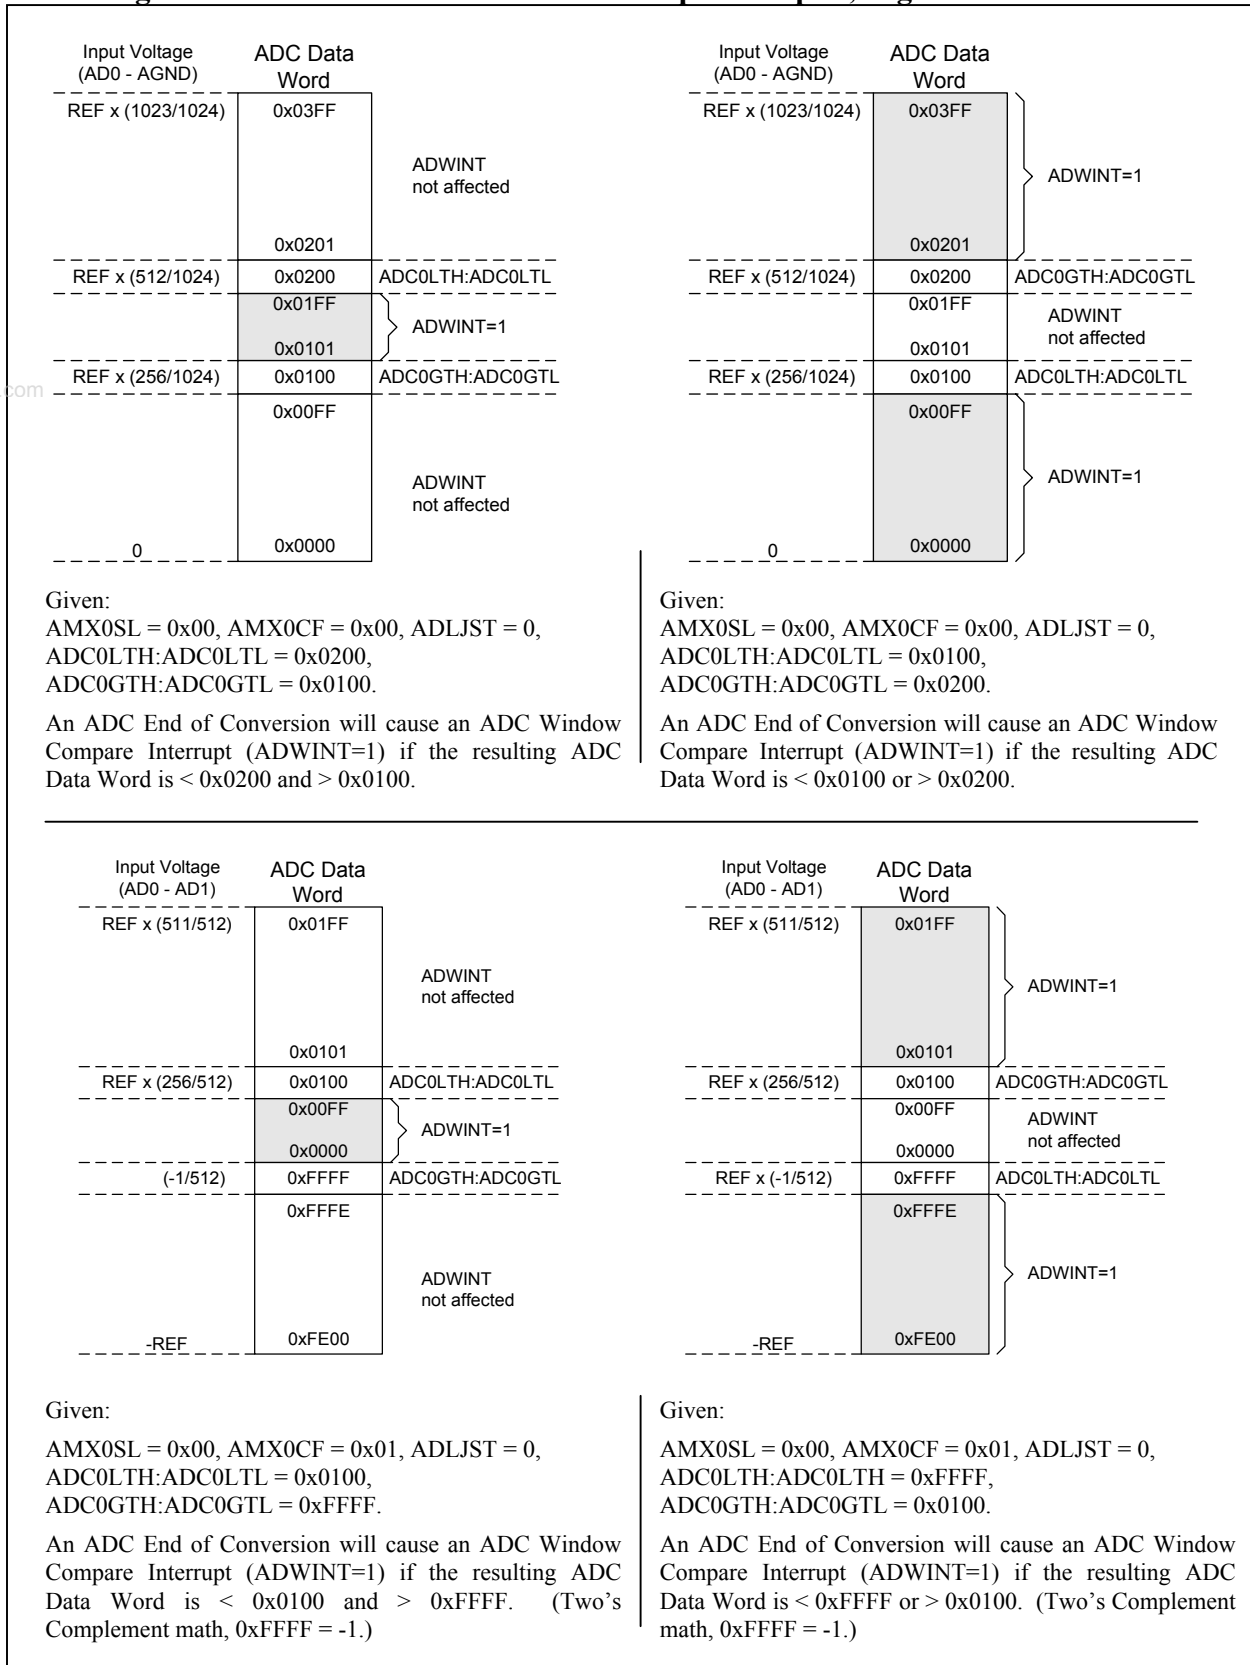 Input Voltage
(AD0 - AGND)
ADC Data
Word
REF x (1023/1024)
0x03FF
ADWINT
not affected
0x0201
REF x (512/1024)
0x0200
ADC0LTH:ADC0LTL
0x01FF
ADWINT=1
0x0101
REF x (256/1024)
0x0100
ADC0GTH:ADC0GTL
0x00FF
ADWINT
not affected
0
0x0000
Given:
AMX0SL = 0x00, AMX0CF = 0x00, ADLJST = 0,
ADC0LTH:ADC0LTL = 0x0200,
ADC0GTH:ADC0GTL = 0x0100.
An ADC End of Conversion will cause an ADC Window
Compare Interrupt (ADWINT=1) if the resulting ADC
Data Word is < 0x0200 and > 0x0100.
Input Voltage
(AD0 - AGND)
ADC Data
Word
REF x (1023/1024)
0x03FF
ADWINT=1
0x0201
REF x (512/1024)
0x0200
ADC0GTH:ADC0GTL
0x01FF
ADWINT
not affected
0x0101
REF x (256/1024)
0x0100
ADC0LTH:ADC0LTL
0x00FF
ADWINT=1
0
0x0000
Given:
AMX0SL = 0x00, AMX0CF = 0x00, ADLJST = 0,
ADC0LTH:ADC0LTL = 0x0100,
ADC0GTH:ADC0GTL = 0x0200.
An ADC End of Conversion will cause an ADC Window
Compare Interrupt (ADWINT=1) if the resulting ADC
Data Word is < 0x0100 or > 0x0200.
Input Voltage
(AD0 - AD1)
ADC Data
Word
REF x (511/512)
0x01FF
ADWINT
not affected
0x0101
REF x (256/512)
0x0100
ADC0LTH:ADC0LTL
0x00FF
ADWINT=1
0x0000
(-1/512)
0xFFFF
ADC0GTH:ADC0GTL
0xFFFE
ADWINT
not affected
-REF
0xFE00
Given:
AMX0SL = 0x00, AMX0CF = 0x01, ADLJST = 0,
ADC0LTH:ADC0LTL = 0x0100,
ADC0GTH:ADC0GTL = 0xFFFF.
An ADC End of Conversion will cause an ADC Window
Compare Interrupt (ADWINT=1) if the resulting ADC
Data Word is < 0x0100 and > 0xFFFF. (Two's
Complement math, 0xFFFF = -1.)
Input Voltage
(AD0 - AD1)
ADC Data
Word
REF x (511/512)
0x01FF
ADWINT=1
0x0101
REF x (256/512)
0x0100
ADC0GTH:ADC0GTL
0x00FF
ADWINT
not affected
0x0000
REF x (-1/512)
0xFFFF
ADC0LTH:ADC0LTL
0xFFFE
ADWINT=1
-REF
0xFE00
Given:
AMX0SL = 0x00, AMX0CF = 0x01, ADLJST = 0,
ADC0LTH:ADC0LTH = 0xFFFF,
ADC0GTH:ADC0GTL = 0x0100.
An ADC End of Conversion will cause an ADC Window
Compare Interrupt (ADWINT=1) if the resulting ADC
Data Word is < 0xFFFF or > 0x0100. (Two's Complement
math, 0xFFFF = -1.)
.com